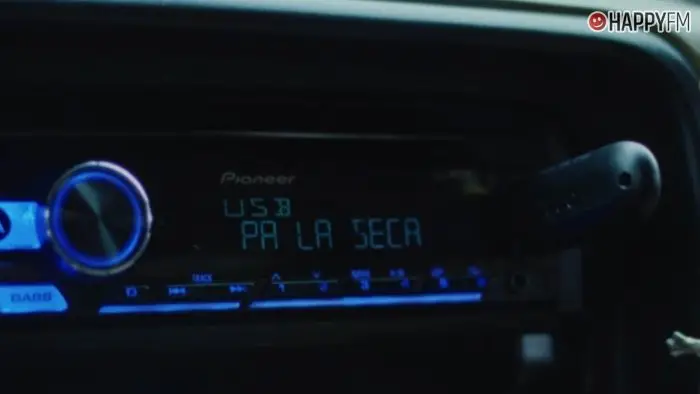 HAPPYFM
Pioneer
USB
PA LA SECA
TRACK
BASS